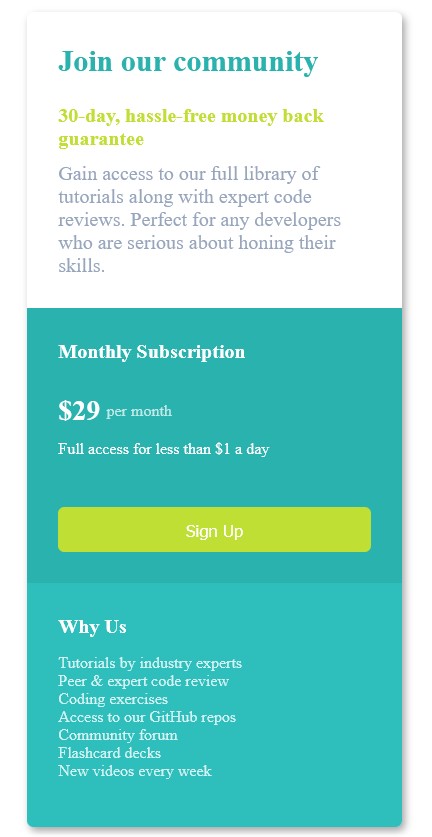 Join our community
30-day, hassle-free money back
guarantee
Gain access to our full library of
tutorials along with expert code
reviews. Perfect for any developers
who are serious about honing their
skills.
Monthly Subscription
$29 per month
Full access for less than $1 a day
Sign Up
Why Us
Tutorials by industry experts
Peer & expert code review
Coding exercises
Access to our GitHub repos
Community forum
Flashcard decks
New videos every week